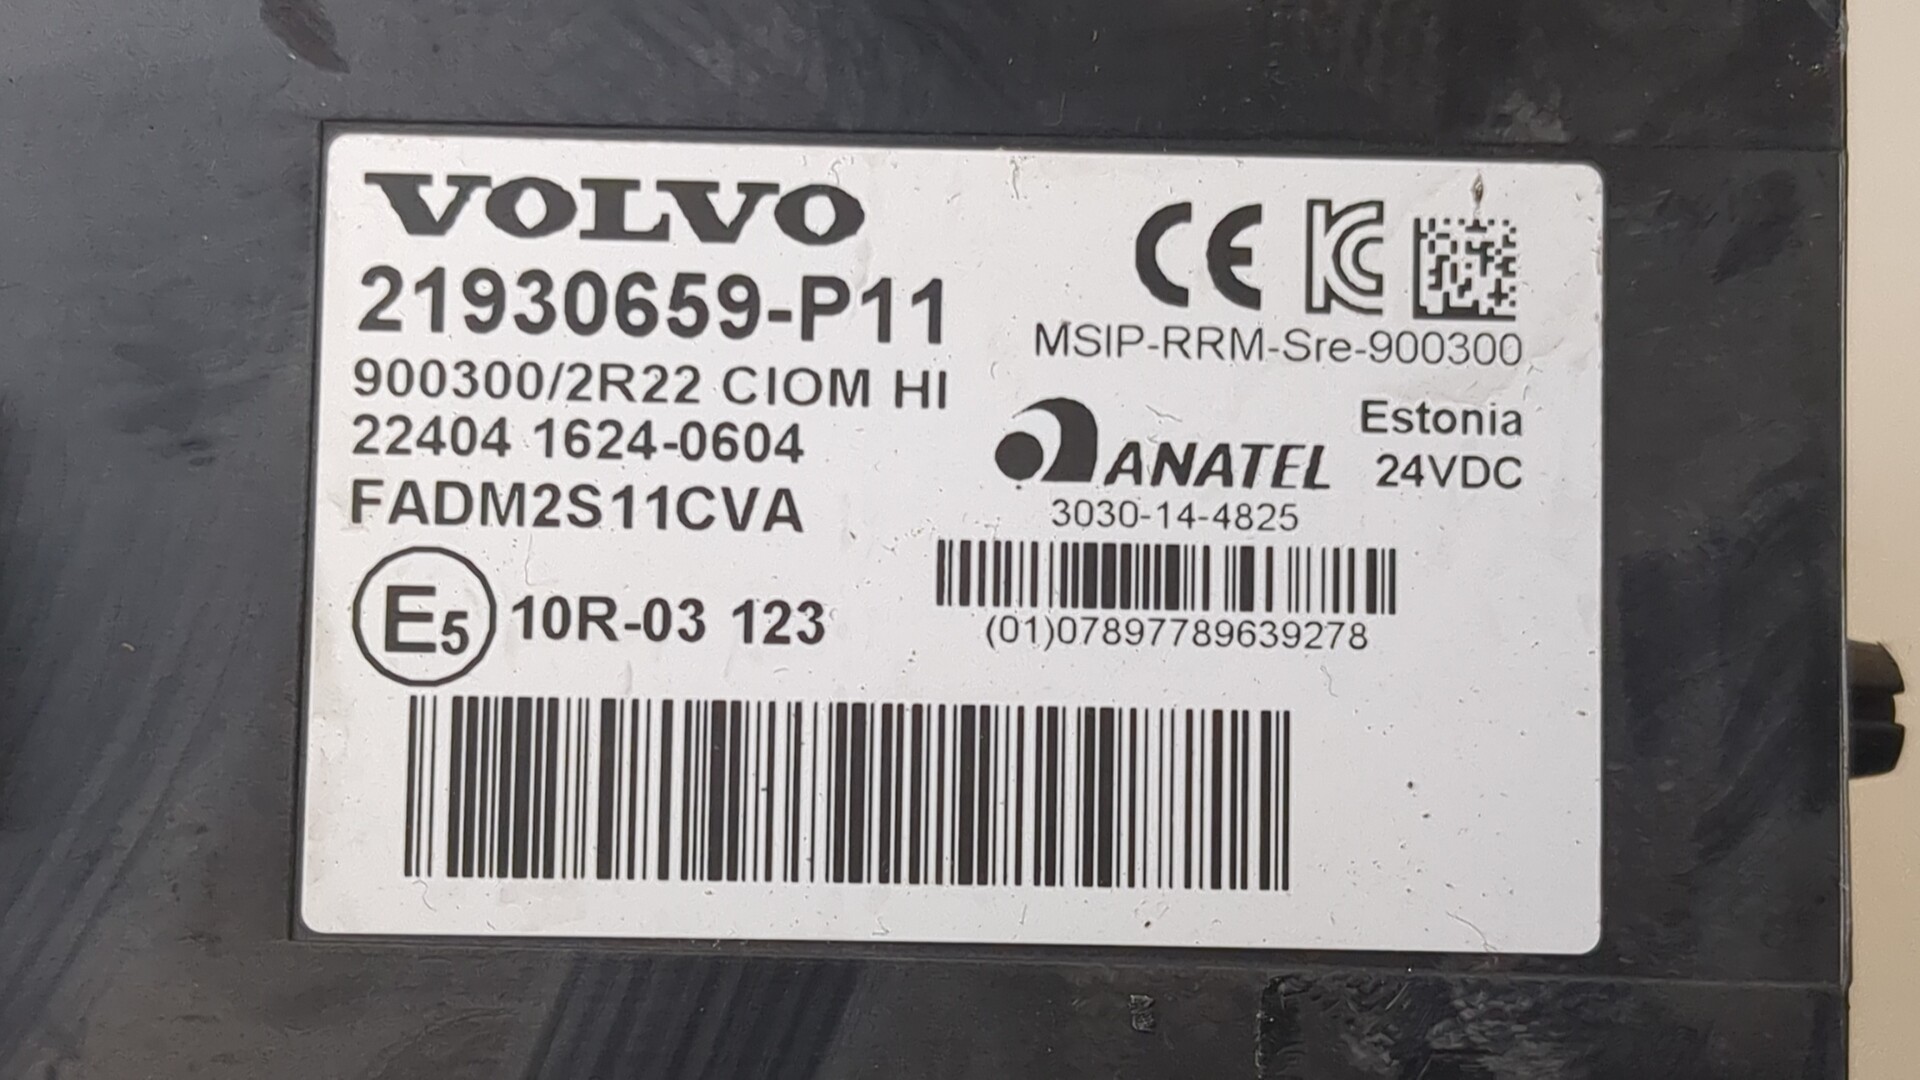 VOLVO
21930659-P11
900300/2R22 CIOM HI
22404 1624-0604
FADM2S11CVA
E5 10R-03 123
CE KC
MSIP-RRM-Sre-900300
Estonia
ANATEL 24VDC
3030-14-4825
(01)07897789639278